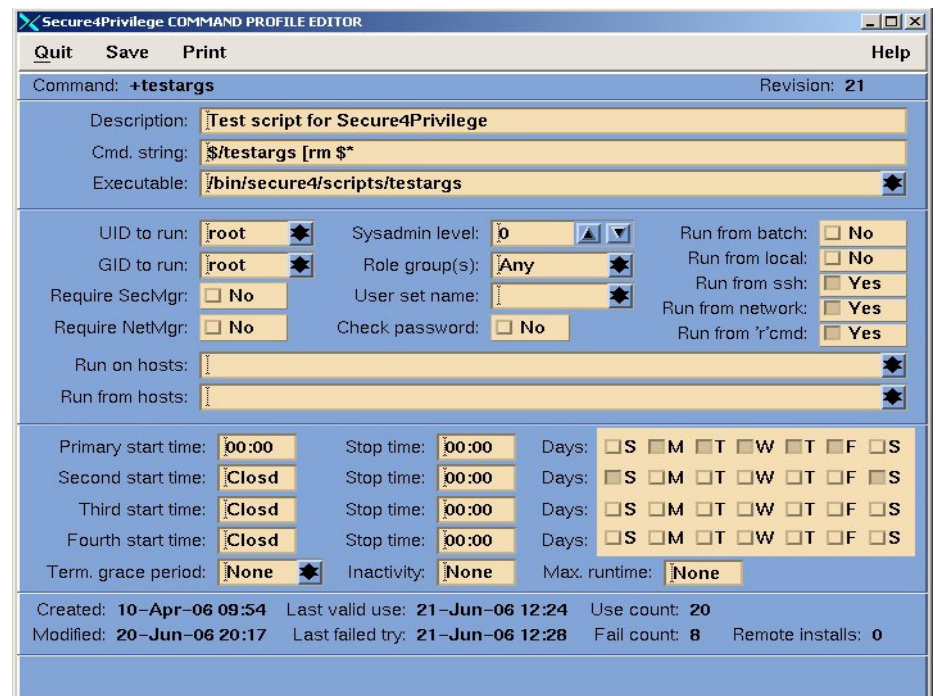 Secure4Privilege COMMAND PROFILE EDITOR
Quit Save Print Help
Command: +testargs Revision: 21
Description: Test script for Secure4Privilege
Cmd. string: $/testargs [rm $*
Executable: /bin/secure4/scripts/testargs
UID to run: root Sysadmin level: 0 Run from batch: No
GID to run: root Role group(s): Any Run from local: No
Require SecMgr: No User set name: Run from ssh: Yes
Require NetMgr: No Check password: No Run from network: Yes
Run from 'r'cmd: Yes
Run on hosts:
Run from hosts:
Primary start time: 00:00 Stop time: 00:00 Days: S M T W T F S
Second start time: Closd Stop time: 00:00 Days: S M T W T F S
Third start time: Closd Stop time: 00:00 Days: S M T W T F S
Fourth start time: Closd Stop time: 00:00 Days: S M T W T F S
Term. grace period: None Inactivity: None Max. runtime: None
Created: 10-Apr-06 09:54 Last valid use: 21-Jun-06 12:24 Use count: 20
Modified: 20-Jun-06 20:17 Last failed try: 21-Jun-06 12:28 Fail count: 8 Remote installs: 0